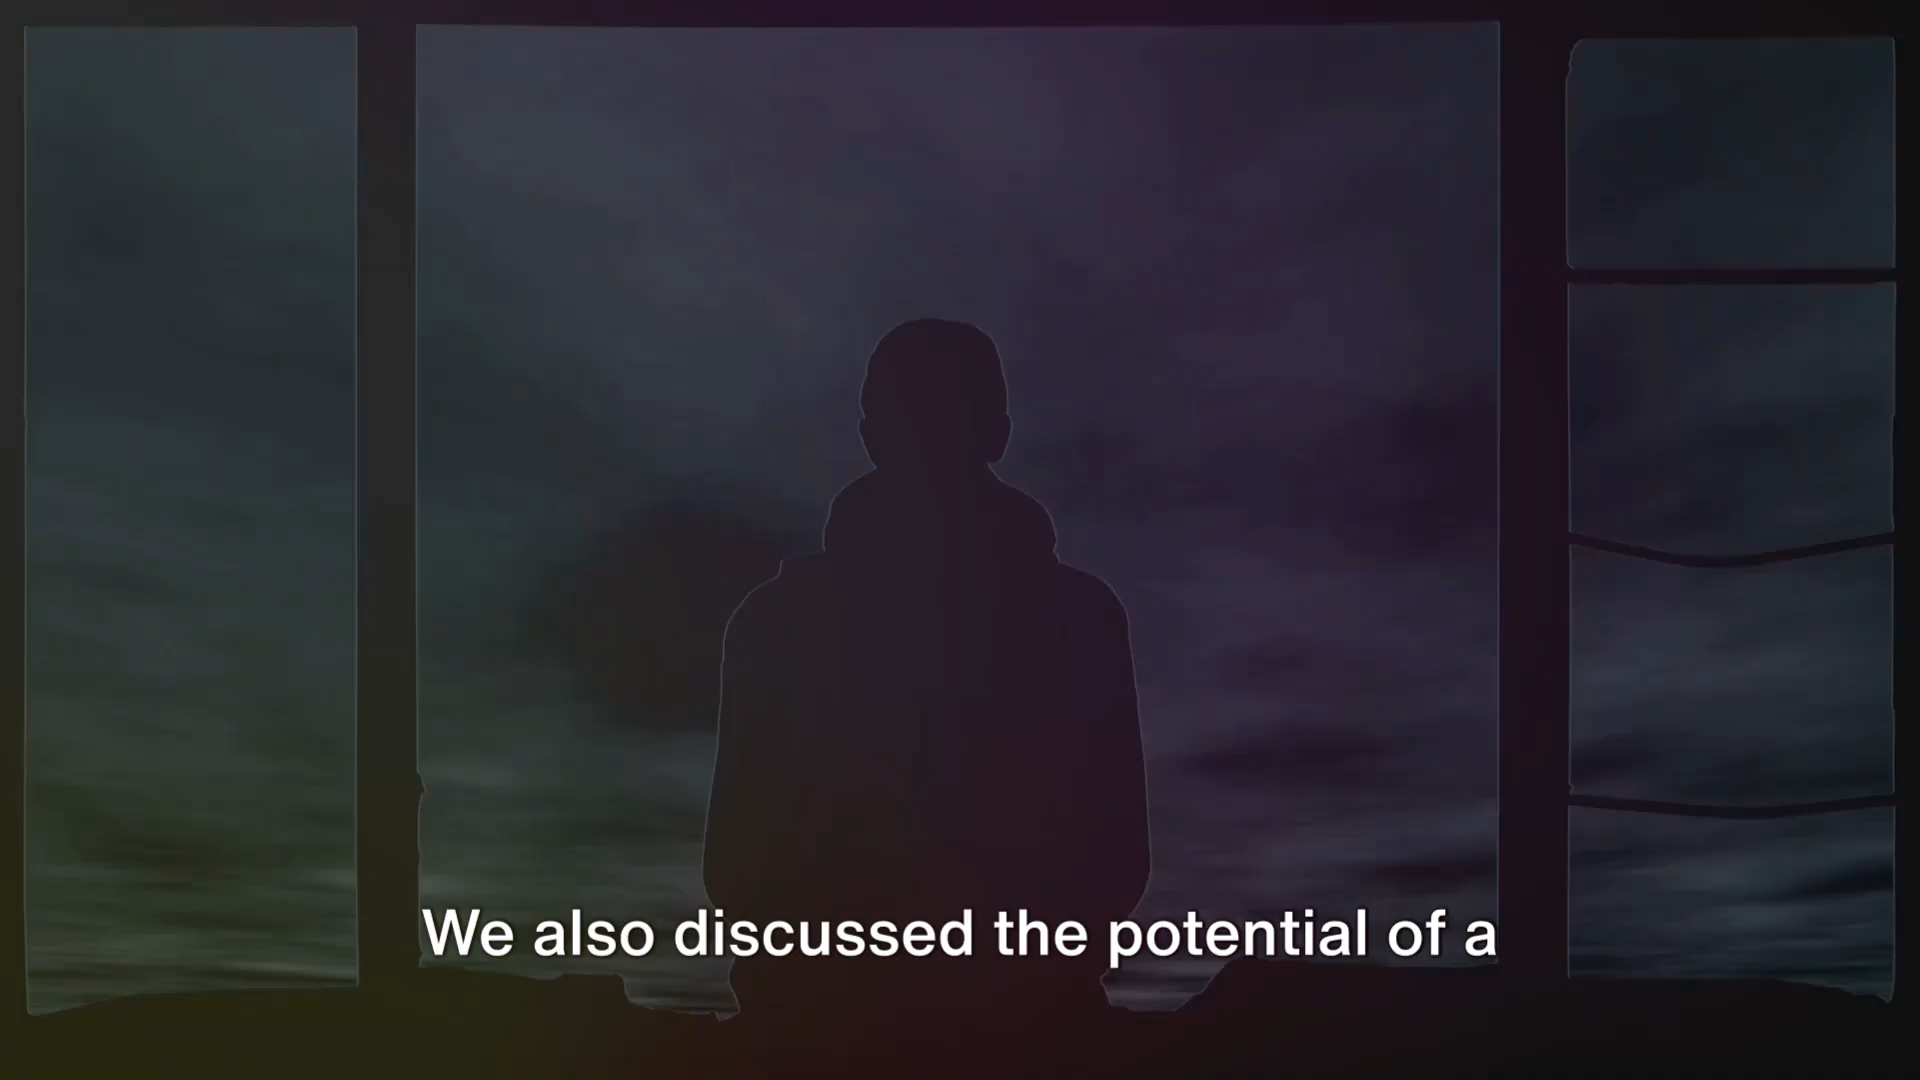 We also discussed the potential of a